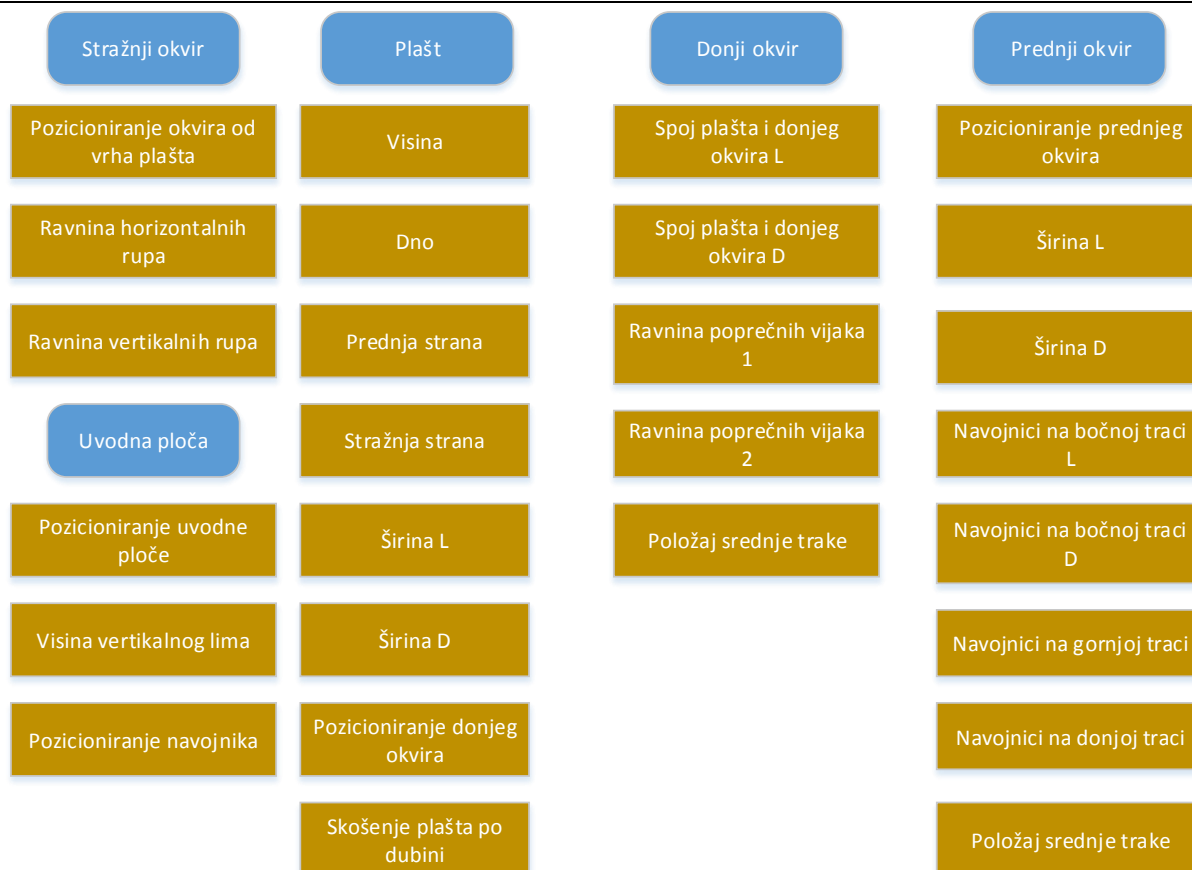 Stražnji okvir
Pozicioniranje okvira od
vrha plašta
Ravnina horizontalnih
rupa
Ravnina vertikalnih rupa
Uvodna ploča
Pozicioniranje uvodne
ploče
Visina vertikalnog lima
Pozicioniranje navojnika
Plašt
Visina
Dno
Prednja strana
Stražnja strana
Širina L
Širina D
Pozicioniranje donjeg
okvira
Skošenje plašta po
dubini
Donji okvir
Spoj plašta i donjeg
okvira L
Spoj plašta i donjeg
okvira D
Ravnina poprečnih vijaka
1
Ravnina poprečnih vijaka
2
Položaj srednje trake
Prednji okvir
Pozicioniranje prednjeg
okvira
Širina L
Širina D
Navojnici na bočnoj traci
L
Navojnici na bočnoj traci
D
Navojnici na gornjoj traci
Navojnici na donjoj traci
Položaj srednje trake